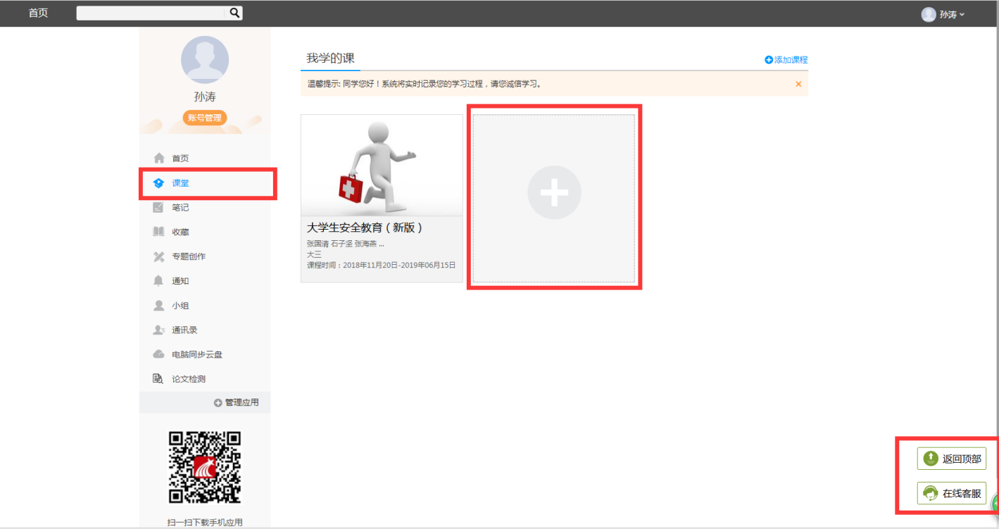 首页
孙涛
孙涛
账号管理
首页
课堂
笔记
收藏
专题创作
通知
小组
通讯录
电脑同步云盘
论文检测
管理应用
扫一扫下载手机应用
我学的课
添加课程
温馨提示: 同学您好！系统将实时记录您的学习过程，请您诚信学习。
大学生安全教育（新版）
张国清 石子坚 张海燕 ...
大三
课程时间：2018年11月20日-2019年06月15日
返回顶部
在线客服